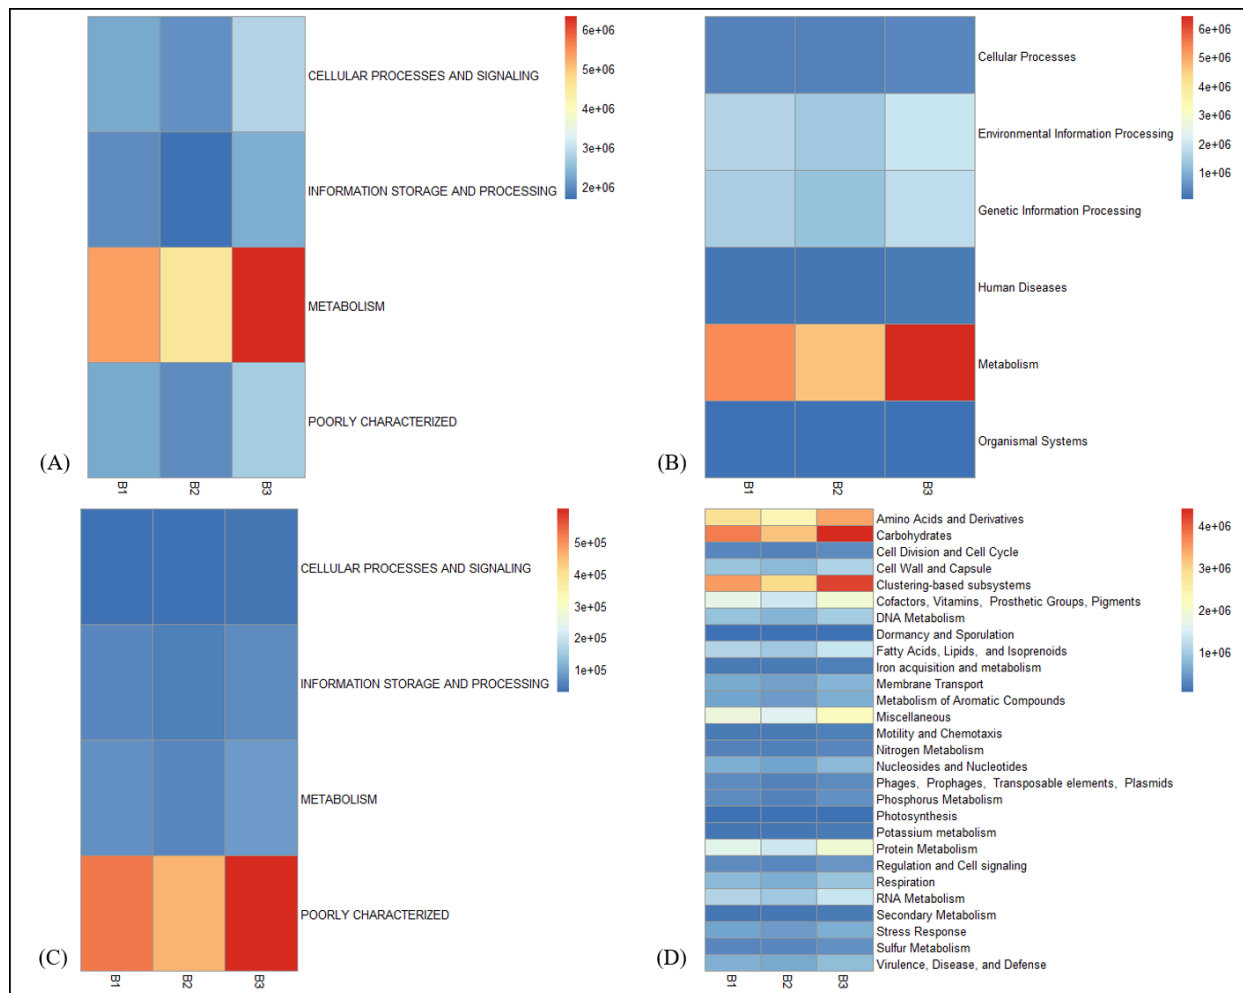 6e+06
CELLULAR PROCESSES AND SIGNALING
5e+06
4e+06
3e+06
2e+06
INFORMATION STORAGE AND PROCESSING
METABOLISM
POORLY CHARACTERIZED
(A)
B1
B2
B3
6e+06
Cellular Processes
5e+06
4e+06
3e+06
2e+06
1e+06
Environmental Information Processing
Genetic Information Processing
Human Diseases
Metabolism
Organismal Systems
(B)
B1
B2
B3
5e+05
4e+05
3e+05
2e+05
1e+05
CELLULAR PROCESSES AND SIGNALING
INFORMATION STORAGE AND PROCESSING
METABOLISM
POORLY CHARACTERIZED
(C)
B1
B2
B3
4e+06
3e+06
2e+06
1e+06
Amino Acids and Derivatives
Carbohydrates
Cell Division and Cell Cycle
Cell Wall and Capsule
Clustering-based subsystems
Cofactors, Vitamins, Prosthetic Groups, Pigments
DNA Metabolism
Dormancy and Sporulation
Fatty Acids, Lipids, and Isoprenoids
Iron acquisition and metabolism
Membrane Transport
Metabolism of Aromatic Compounds
Miscellaneous
Motility and Chemotaxis
Nitrogen Metabolism
Nucleosides and Nucleotides
Phages, Prophages, Transposable elements, Plasmids
Phosphorus Metabolism
Photosynthesis
Potassium metabolism
Protein Metabolism
Regulation and Cell signaling
Respiration
RNA Metabolism
Secondary Metabolism
Stress Response
Sulfur Metabolism
Virulence, Disease, and Defense
(D)
B1
B2
B3